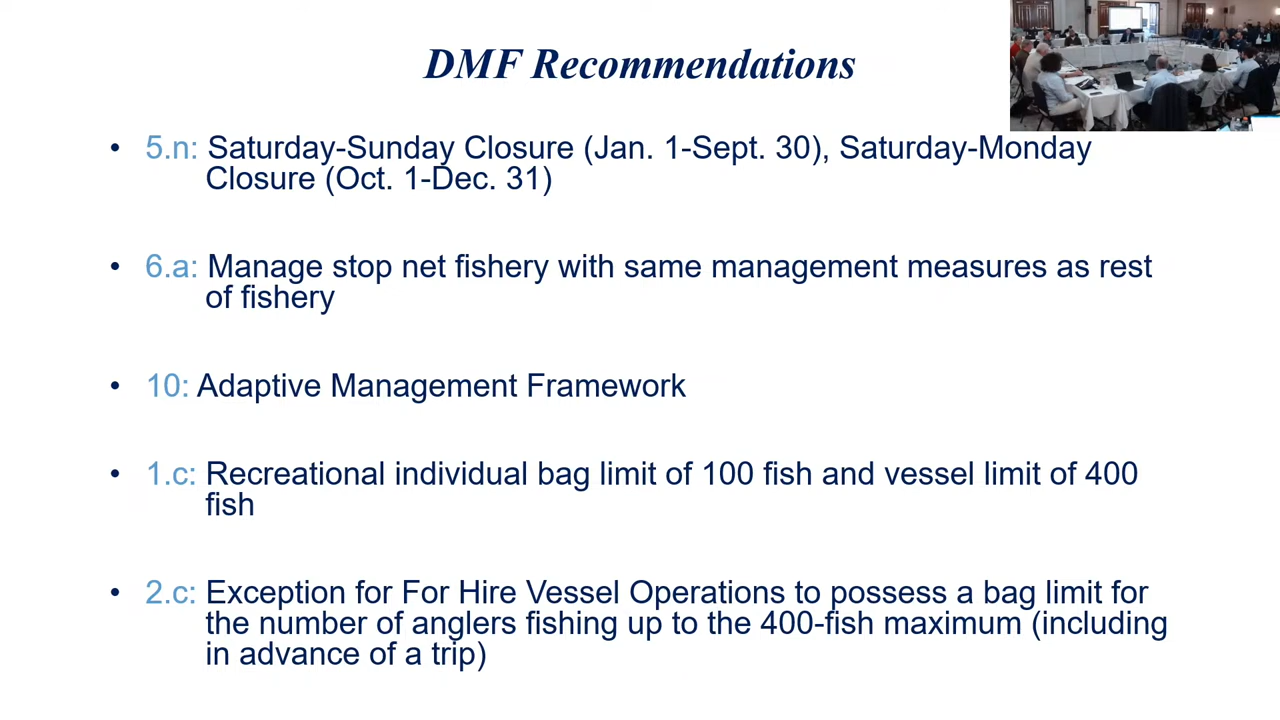 DMF Recommendations
• 5.n: Saturday-Sunday Closure (Jan. 1-Sept. 30), Saturday-Monday
Closure (Oct. 1-Dec. 31)
• 6.a: Manage stop net fishery with same management measures as rest
of fishery
• 10: Adaptive Management Framework
• 1.c: Recreational individual bag limit of 100 fish and vessel limit of 400
fish
• 2.c: Exception for For Hire Vessel Operations to possess a bag limit for
the number of anglers fishing up to the 400-fish maximum (including
in advance of a trip)